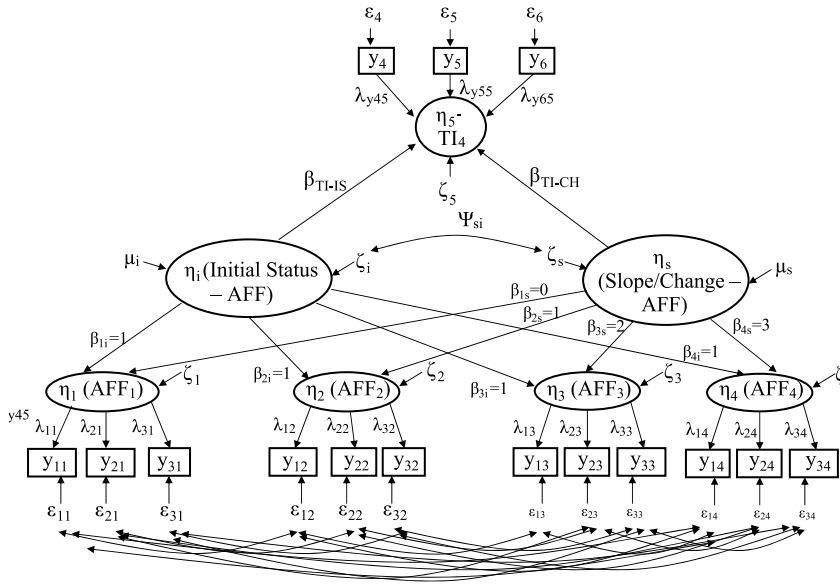 ε4 ε5 ε6
y4 y5 y6
λy45 λy55 λy65
η5-
TI4
βTI-IS ζ5 βTI-CH
Ψsi
μi ηi (Initial Status
– AFF) ζi ζs ηs
(Slope/Change –
AFF) μs
β1i=1 β1s=0 β2s=1 β3s=2 β4s=3
β2i=1 β3i=1 β4i=1
η1 (AFF1) ζ1 η2 (AFF2) ζ2 η3 (AFF3) ζ3 η4 (AFF4)
y45
λ11 λ21 λ31 λ12 λ22 λ32 λ13 λ23 λ33 λ14 λ24 λ34
y11 y21 y31 y12 y22 y32 y13 y23 y33 y14 y24 y34
ε11 ε21 ε31 ε12 ε22 ε32 ε13 ε23 ε33 ε14 ε24 ε34